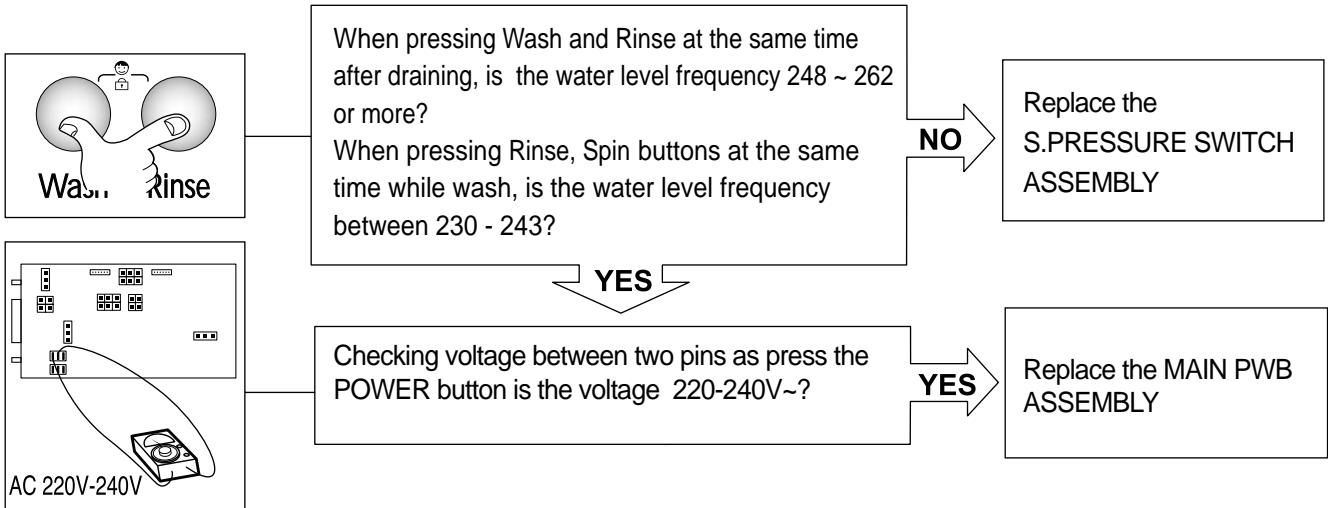 Wash Rinse
When pressing Wash and Rinse at the same time
after draining, is the water level frequency 248 ~ 262
or more?
When pressing Rinse, Spin buttons at the same
time while wash, is the water level frequency
between 230 - 243?
NO
Replace the
S.PRESSURE SWITCH
ASSEMBLY
YES
AC 220V-240V
Checking voltage between two pins as press the
POWER button is the voltage 220-240V~?
YES
Replace the MAIN PWB
ASSEMBLY